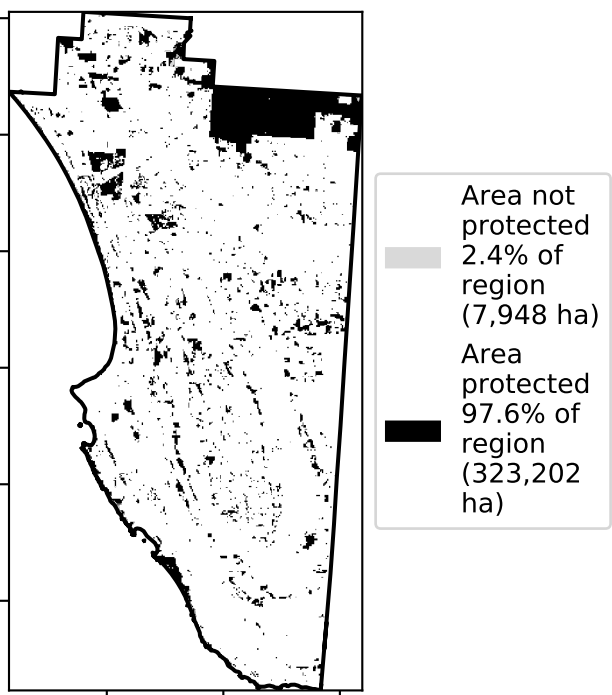 Area not
protected
2.4% of
region
(7,948 ha)
Area
protected
97.6% of
region
(323,202
ha)